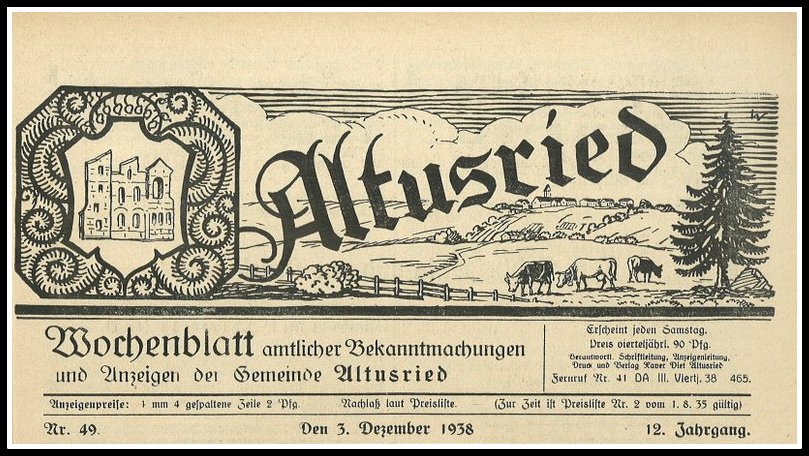 Altusried
Wochenblatt amtlicher Bekanntmachungen
und Anzeigen der Gemeinde Altusried
Erscheint jeden Samstag.
Preis vierteljährl. 90 Pfg.
Verantwortl. Schriftleitung, Anzeigenleitung,
Druck und Verlag Xaver Diet Altusried
Fernruf Nr. 41 DA III. Viertj. 38 465.
Anzeigenpreise: 1 mm 4 gespaltene Zeile 2 Pfg. Nachlaß laut Preisliste. (Zur Zeit ist Preisliste Nr. 2 vom 1. 8. 35 gültig)
Nr. 49. Den 3. Dezember 1938 12. Jahrgang.